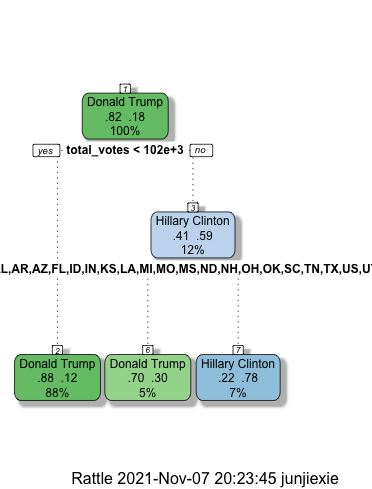 1
Donald Trump
.82 .18
100%
yes total_votes < 102e+3 no
3
Hillary Clinton
.41 .59
12%
L,AR,AZ,FL,ID,IN,KS,LA,MI,MO,MS,ND,NH,OH,OK,SC,TN,TX,US,UT
2
Donald Trump
.88 .12
88%
6
Donald Trump
.70 .30
5%
7
Hillary Clinton
.22 .78
7%
Rattle 2021-Nov-07 20:23:45 junjiexie